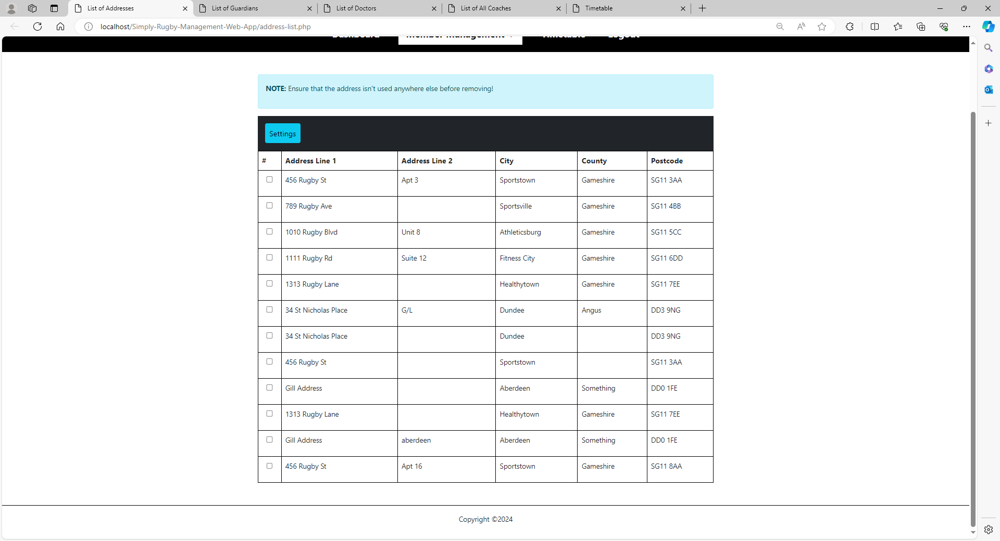 List of Addresses
List of Guardians
List of Doctors
List of All Coaches
Timetable
localhost/Simply-Rugby-Management-Web-App/address-list.php
Dashboard Member Management Timetable Logout
NOTE: Ensure that the address isn't used anywhere else before removing!
Settings
# Address Line 1 Address Line 2 City County Postcode
456 Rugby St Apt 3 Sportstown Gameshire SG11 3AA
789 Rugby Ave Sportsville Gameshire SG11 4BB
1010 Rugby Blvd Unit 8 Athleticsburg Gameshire SG11 5CC
1111 Rugby Rd Suite 12 Fitness City Gameshire SG11 6DD
1313 Rugby Lane Healthytown Gameshire SG11 7EE
34 St Nicholas Place G/L Dundee Angus DD3 9NG
34 St Nicholas Place Dundee DD3 9NG
456 Rugby St Sportstown SG11 3AA
Gill Address Aberdeen Something DD0 1FE
1313 Rugby Lane Healthytown Gameshire SG11 7EE
Gill Address aberdeen Aberdeen Something DD0 1FE
456 Rugby St Apt 16 Sportstown Gameshire SG11 8AA
Copyright ©2024